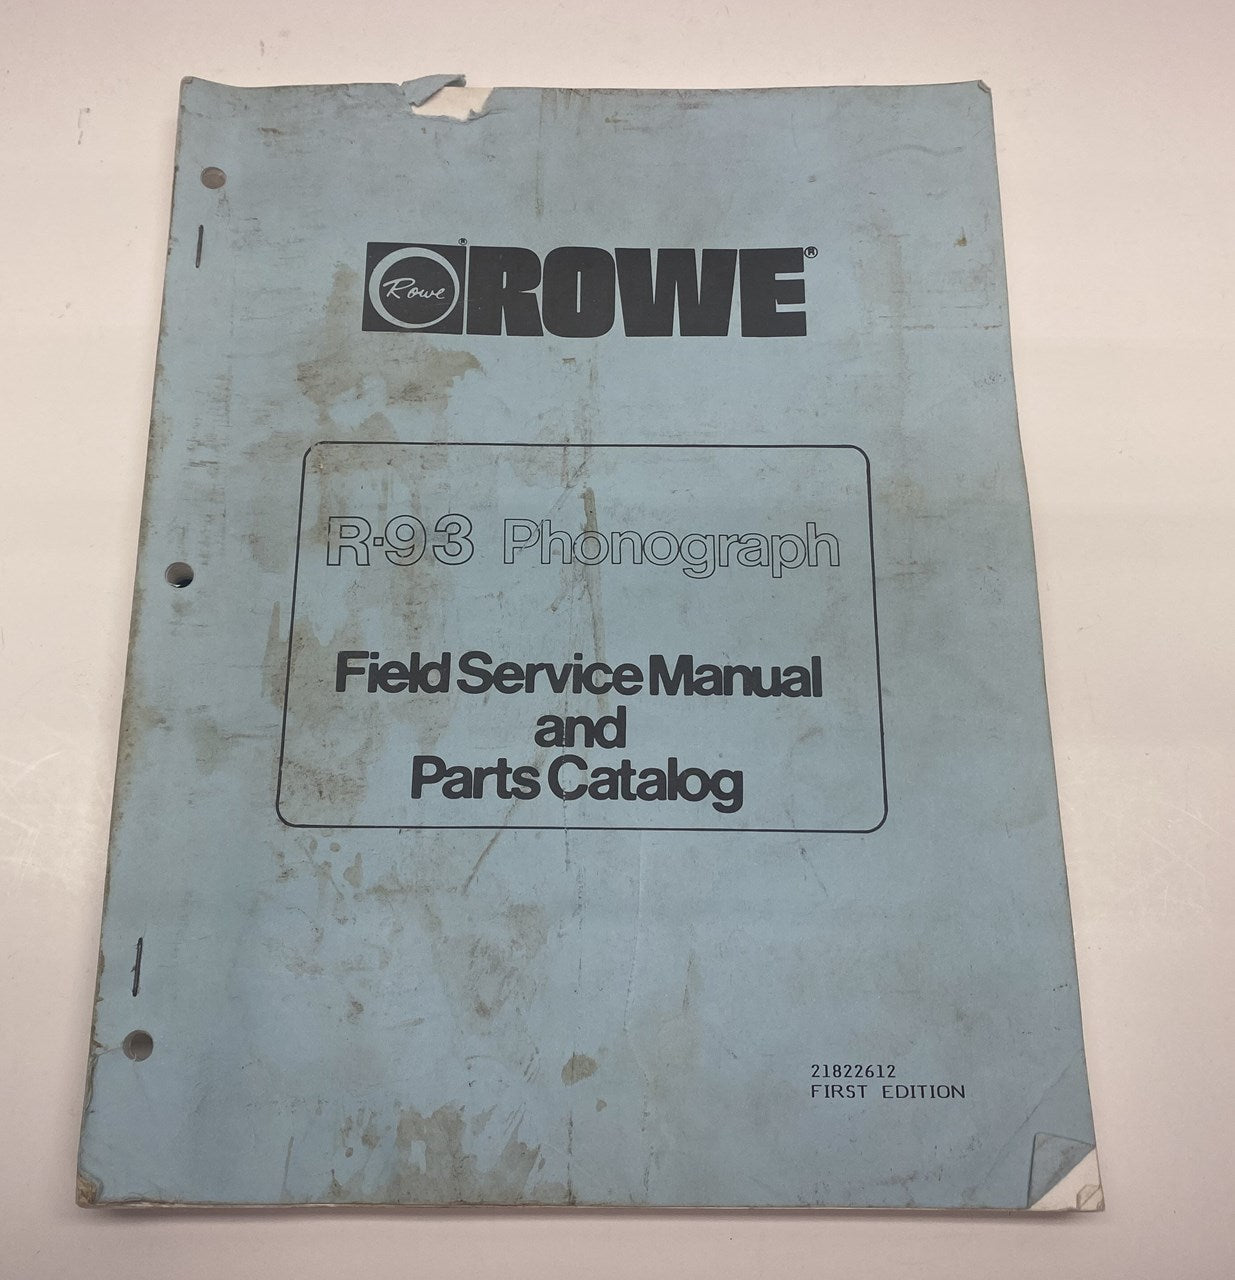 Rowe® ROWE®
R-93 Phonograph
Field Service Manual
and
Parts Catalog
21822612
FIRST EDITION